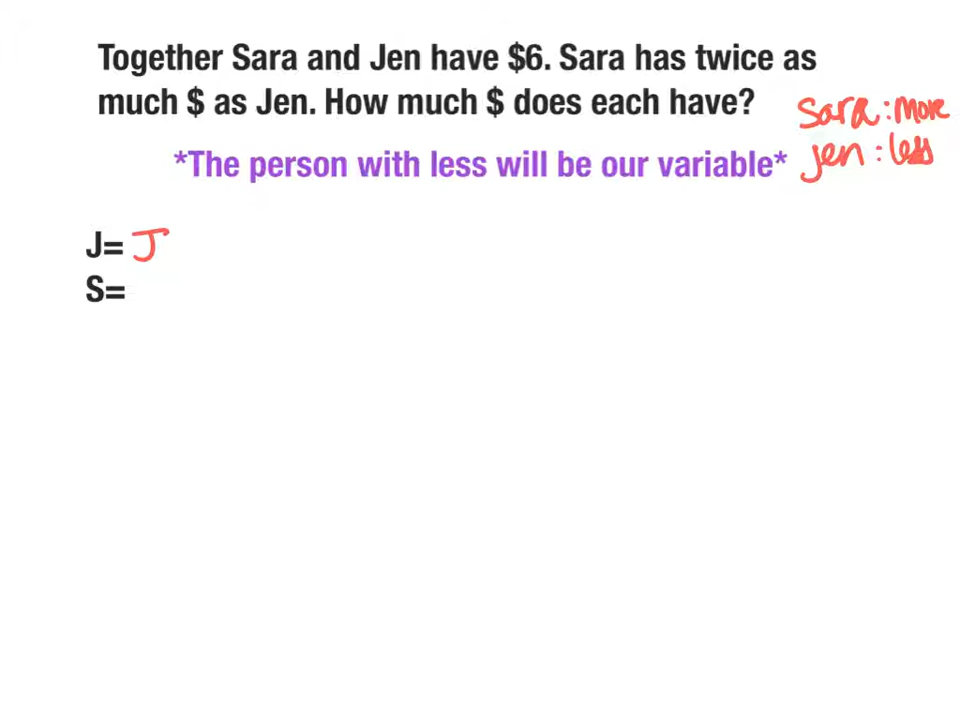 Together Sara and Jen have $6. Sara has twice as
much $ as Jen. How much $ does each have?
Sara: more
*The person with less will be our variable*
Jen: less
J= J
S=